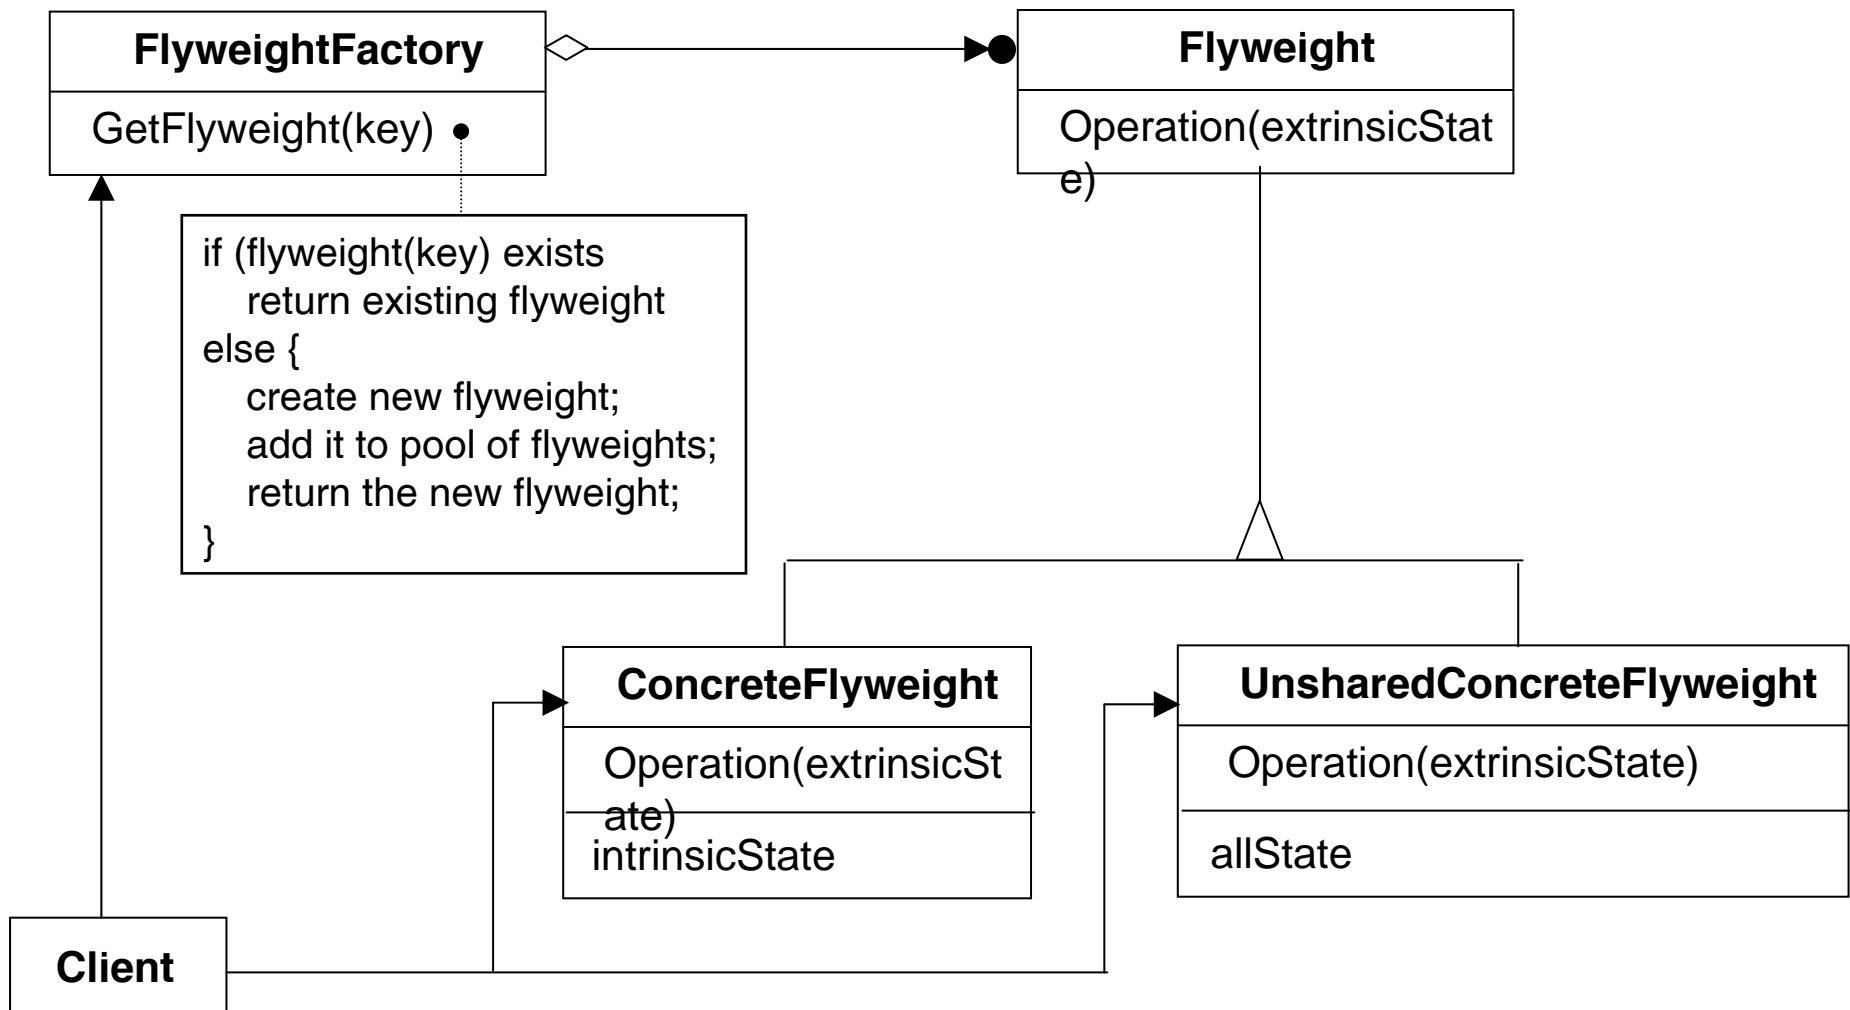 FlyweightFactory
GetFlyweight(key)
Flyweight
Operation(extrinsicStat
e)
if (flyweight(key) exists
return existing flyweight
else {
create new flyweight;
add it to pool of flyweights;
return the new flyweight;
}
ConcreteFlyweight
Operation(extrinsicSt
ate)
intrinsicState
UnsharedConcreteFlyweight
Operation(extrinsicState)
allState
Client